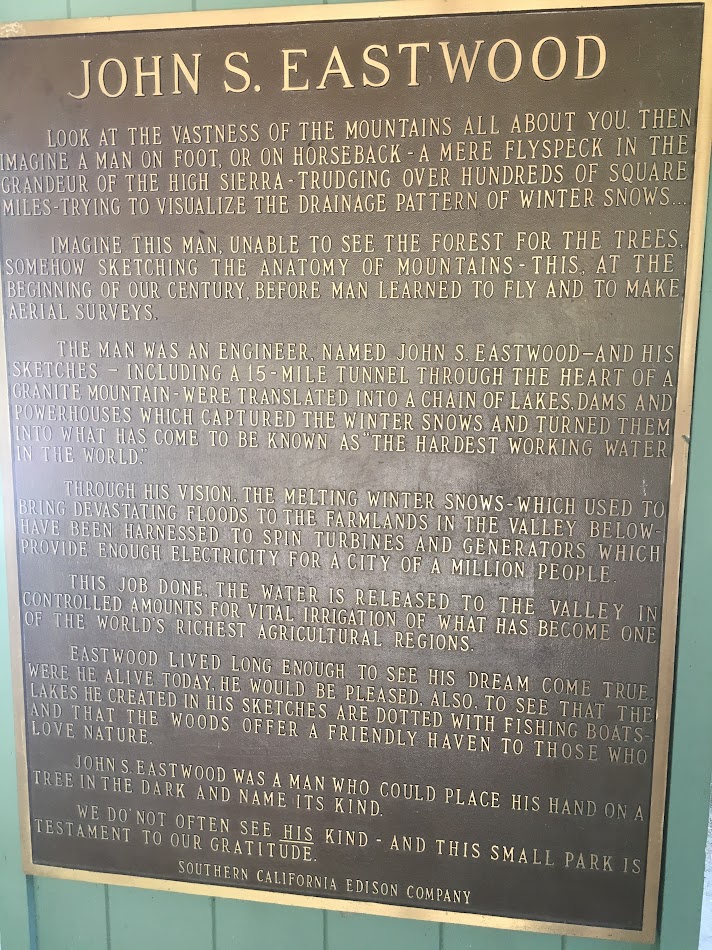 JOHN S. EASTWOOD
LOOK AT THE VASTNESS OF THE MOUNTAINS ALL ABOUT YOU. THEN
IMAGINE A MAN ON FOOT, OR ON HORSEBACK - A MERE FLYSPECK IN THE
GRANDEUR OF THE HIGH SIERRA - TRUDGING OVER HUNDREDS OF SQUARE
MILES - TRYING TO VISUALIZE THE DRAINAGE PATTERN OF WINTER SNOWS...
IMAGINE THIS MAN, UNABLE TO SEE THE FOREST FOR THE TREES,
SOMEHOW SKETCHING THE ANATOMY OF MOUNTAINS - THIS, AT THE
BEGINNING OF OUR CENTURY, BEFORE MAN LEARNED TO FLY AND TO MAKE
AERIAL SURVEYS.
THE MAN WAS AN ENGINEER, NAMED JOHN S. EASTWOOD — AND HIS
SKETCHES - INCLUDING A 15-MILE TUNNEL THROUGH THE HEART OF A
GRANITE MOUNTAIN - WERE TRANSLATED INTO A CHAIN OF LAKES, DAMS AND
POWERHOUSES WHICH CAPTURED THE WINTER SNOWS AND TURNED THEM
INTO WHAT HAS COME TO BE KNOWN AS "THE HARDEST WORKING WATER
IN THE WORLD."
THROUGH HIS VISION, THE MELTING WINTER SNOWS - WHICH USED TO
BRING DEVASTATING FLOODS TO THE FARMLANDS IN THE VALLEY BELOW -
HAVE BEEN HARNESSED TO SPIN TURBINES AND GENERATORS WHICH
PROVIDE ENOUGH ELECTRICITY FOR A CITY OF A MILLION PEOPLE.
THIS JOB DONE, THE WATER IS RELEASED TO THE VALLEY IN
CONTROLLED AMOUNTS FOR VITAL IRRIGATION OF WHAT HAS BECOME ONE
OF THE WORLD'S RICHEST AGRICULTURAL REGIONS.
EASTWOOD LIVED LONG ENOUGH TO SEE HIS DREAM COME TRUE.
WERE HE ALIVE TODAY, HE WOULD BE PLEASED, ALSO, TO SEE THAT THE
LAKES HE CREATED IN HIS SKETCHES ARE DOTTED WITH FISHING BOATS -
AND THAT THE WOODS OFFER A FRIENDLY HAVEN TO THOSE WHO
LOVE NATURE.
JOHN S. EASTWOOD WAS A MAN WHO COULD PLACE HIS HAND ON A
TREE IN THE DARK AND NAME ITS KIND.
WE DO NOT OFTEN SEE HIS KIND - AND THIS SMALL PARK IS
TESTAMENT TO OUR GRATITUDE.
SOUTHERN CALIFORNIA EDISON COMPANY